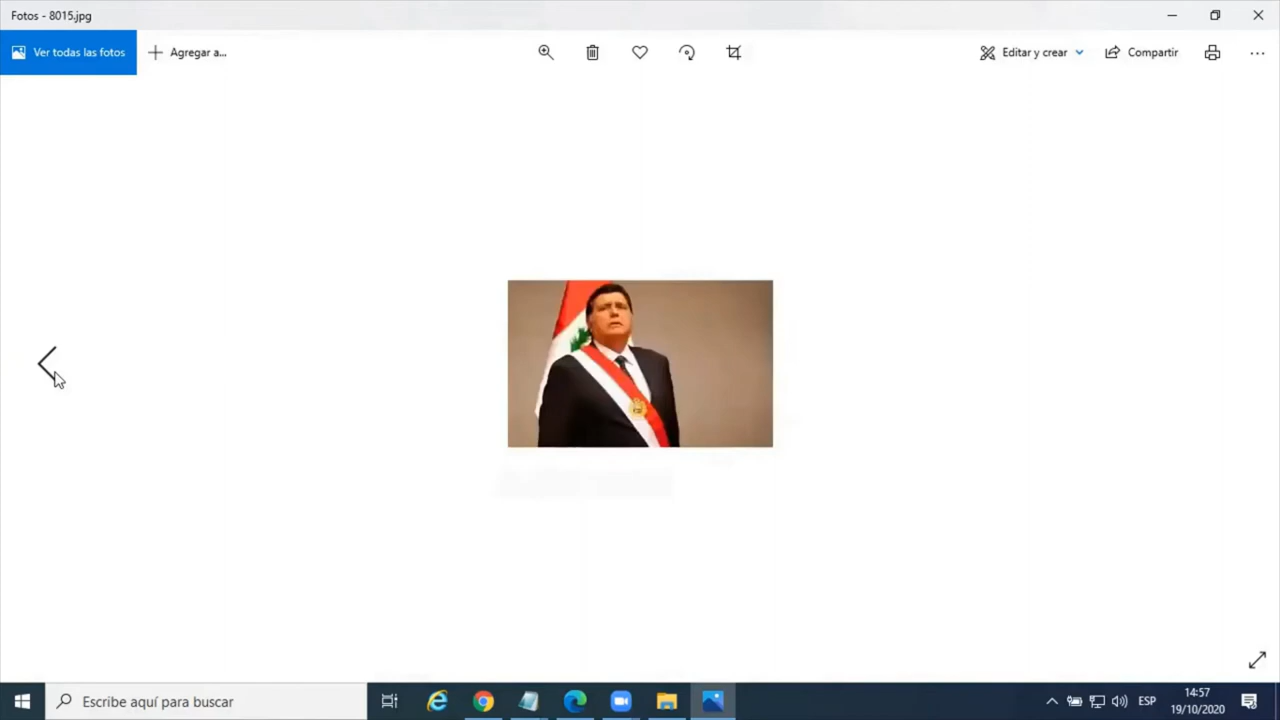 Fotos - 8015.jpg
Ver todas las fotos
Agregar a...
Editar y crear
Compartir
Escribe aquí para buscar
ESP
14:57
19/10/2020